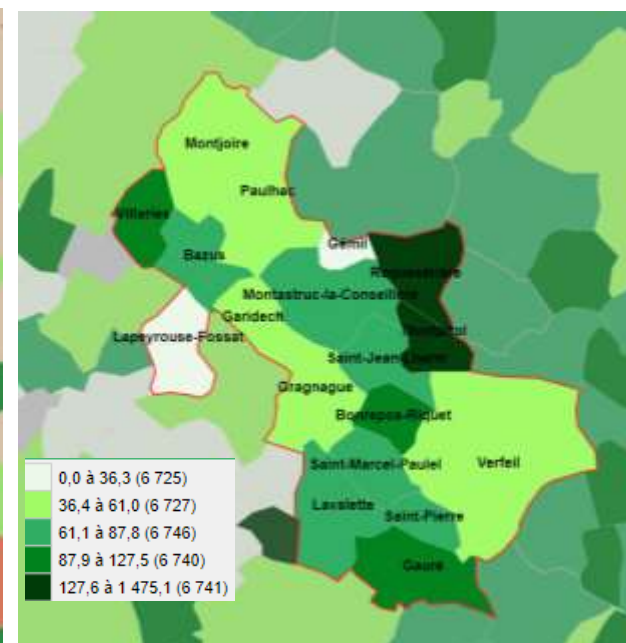 Montjoire
Paulhac
Villariès
Bazus
Gémil
Roquesérière
Montastruc-la-Conseillère
Garidech
Montpitol
Lapeyrouse-Fossat
Saint-Jean-Lherm
Gragnague
Bonrepos-Riquet
Saint-Marcel-Paulel
Verfeil
Lavalette
Saint-Pierre
Gauré
0,0 à 36,3 (6 725)
36,4 à 61,0 (6 727)
61,1 à 87,8 (6 746)
87,9 à 127,5 (6 740)
127,6 à 1 475,1 (6 741)